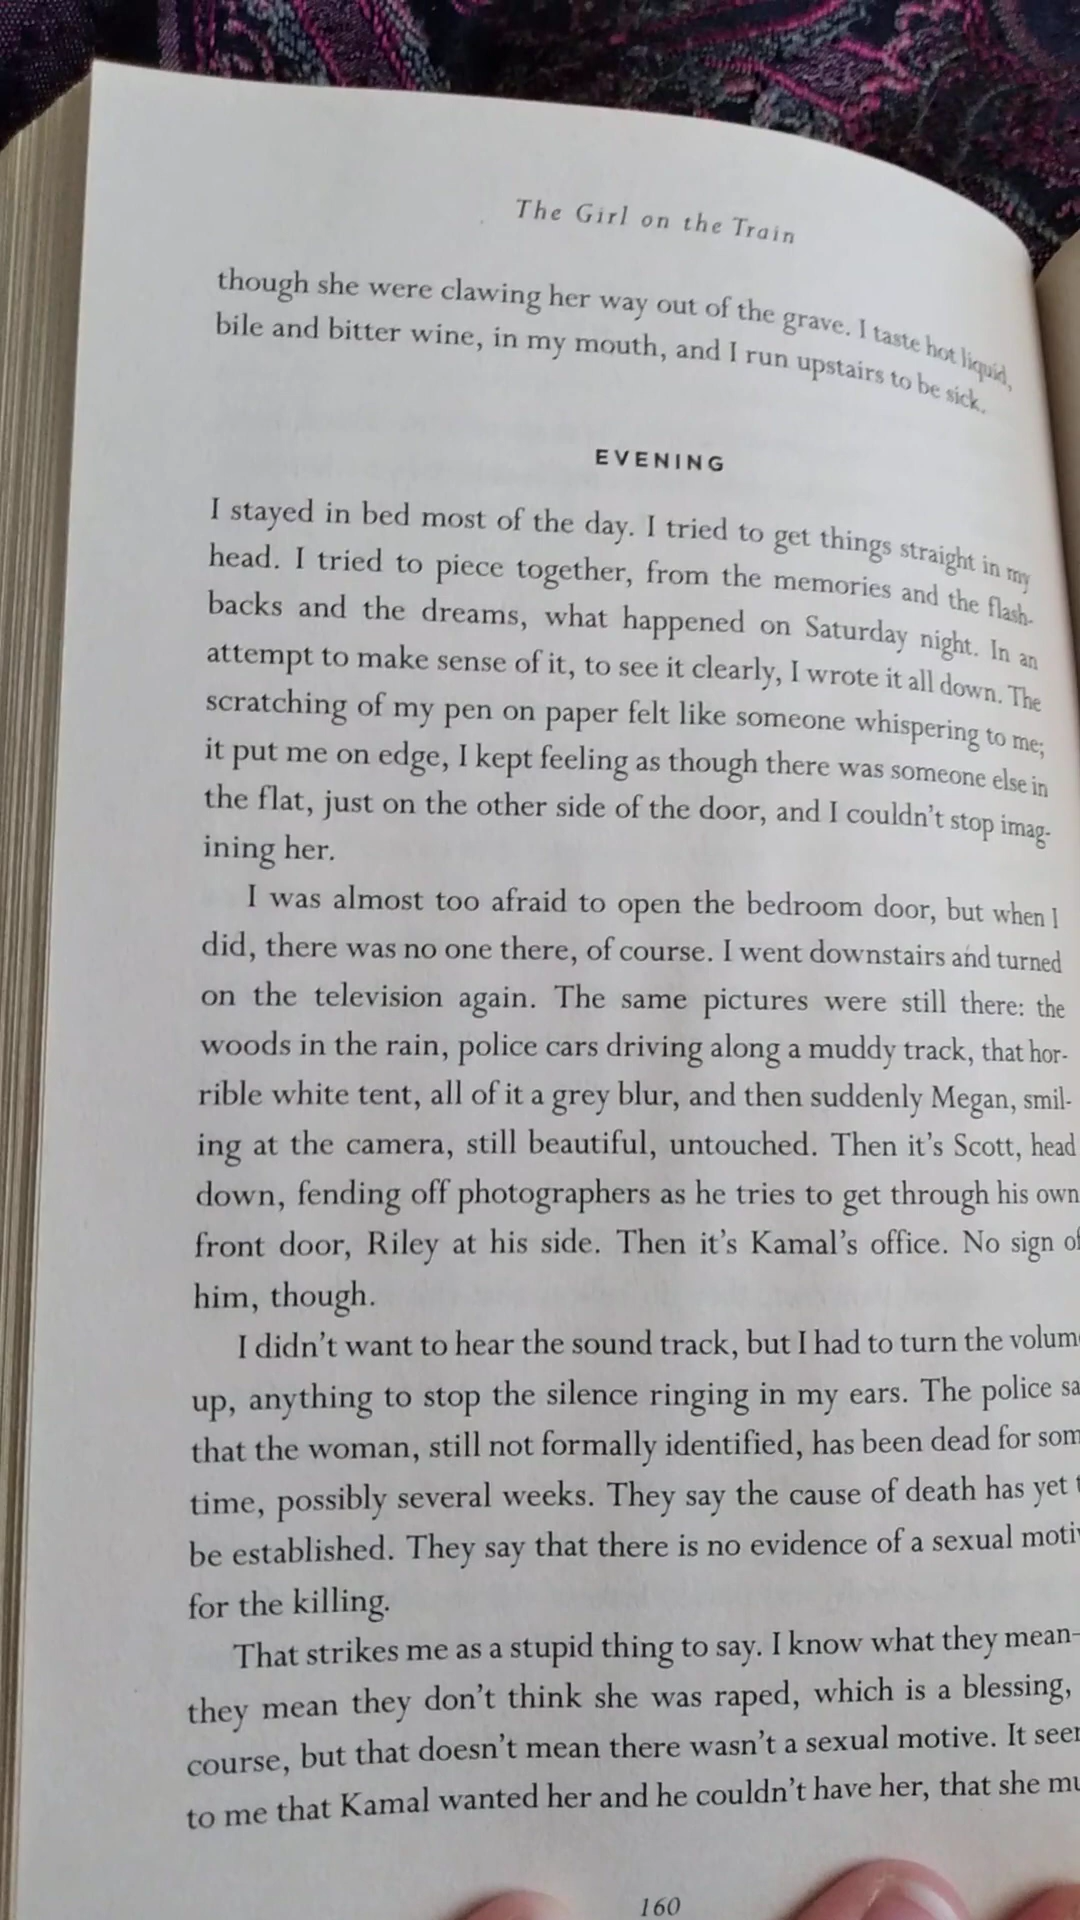 The Girl on the Train
though she were clawing her way out of the grave. I taste hot liquid,
bile and bitter wine, in my mouth, and I run upstairs to be sick.
EVENING
I stayed in bed most of the day. I tried to get things straight in my
head. I tried to piece together, from the memories and the flash-
backs and the dreams, what happened on Saturday night. In an
attempt to make sense of it, to see it clearly, I wrote it all down. The
scratching of my pen on paper felt like someone whispering to me;
it put me on edge, I kept feeling as though there was someone else in
the flat, just on the other side of the door, and I couldn't stop imag-
ining her.
I was almost too afraid to open the bedroom door, but when I
did, there was no one there, of course. I went downstairs and turned
on the television again. The same pictures were still there: the
woods in the rain, police cars driving along a muddy track, that hor-
rible white tent, all of it a grey blur, and then suddenly Megan, smil-
ing at the camera, still beautiful, untouched. Then it's Scott, head
down, fending off photographers as he tries to get through his own
front door, Riley at his side. Then it's Kamal's office. No sign of
him, though.
I didn't want to hear the sound track, but I had to turn the
up, anything to stop the silence ringing in my ears. The police
that the woman, still not formally identified, has been dead for
time, possibly several weeks. They say the cause of death has yet
be established. They say that there is no evidence of a sexual
for the killing.
That strikes me as a stupid thing to say. I know what they mean—
they mean they don't think she was raped, which is a blessing,
course, but that doesn't mean there wasn't a sexual motive. It
to me that Kamal wanted her and he couldn't have her, that she
160